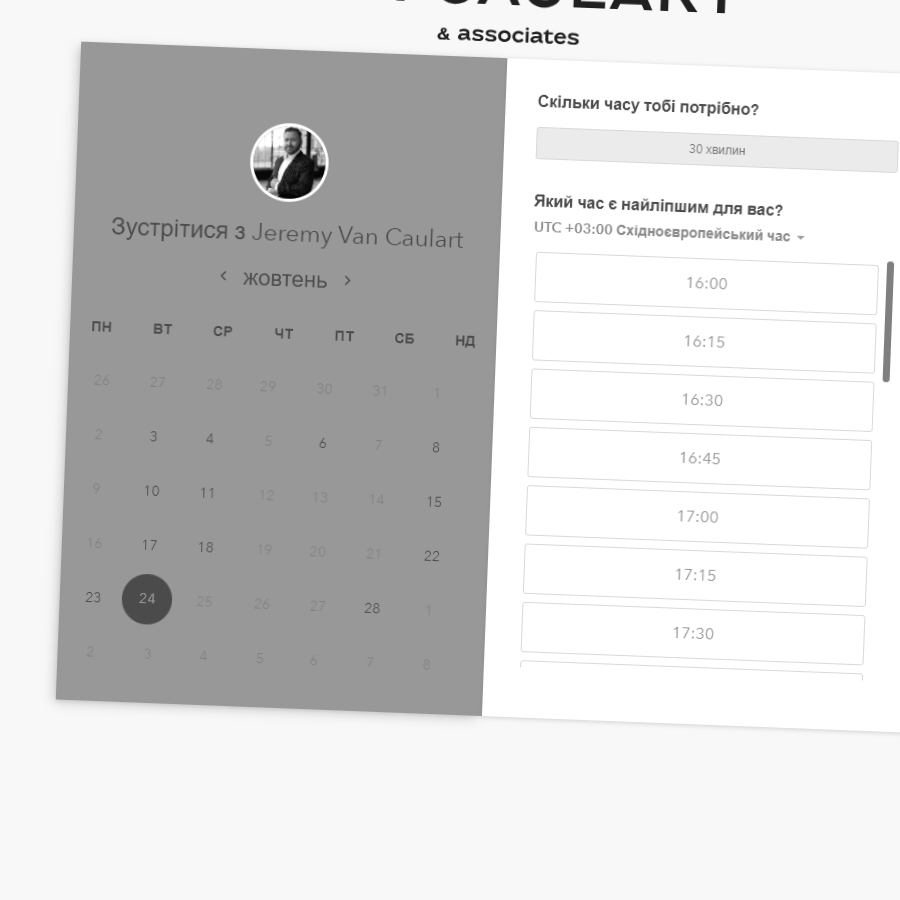 CAULART
& associates
Зустрітися з Jeremy Van Caulart
‹ жовтень ›
ПН ВТ СР ЧТ ПТ СБ НД
26 27 28 29 30 31 1
2 3 4 5 6 7 8
9 10 11 12 13 14 15
16 17 18 19 20 21 22
23 24 25 26 27 28 1
2 3 4 5 6 7 8
Скільки часу тобі потрібно?
30 хвилин
Який час є найліпшим для вас?
UTC +03:00 Східноєвропейський час
16:00
16:15
16:30
16:45
17:00
17:15
17:30